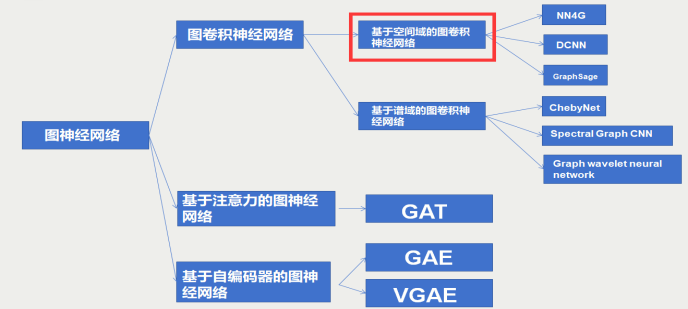 图神经网络
图卷积神经网络
基于空间域的图卷积
神经网络
NN4G
DCNN
GraphSage
基于谱域的图卷积神
经网络
ChebyNet
Spectral Graph CNN
Graph wavelet neural
network
基于注意力的图神经
网络
GAT
基于自编码器的图神
经网络
GAE
VGAE